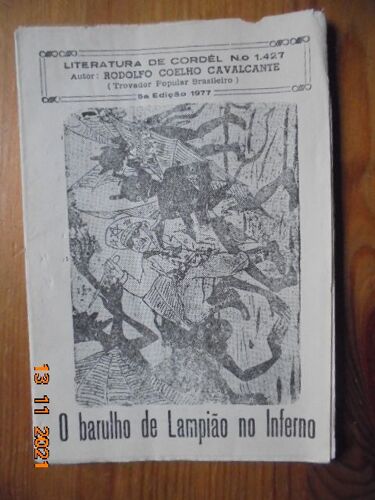 LITERATURA DE CORDÉL N.o 1.427
Autor: RODOLFO COELHO CAVALCANTE
( Trovador Popular Brasileiro )
5a Edição 1977
O barulho de Lampião no Inferno
13 11 2021